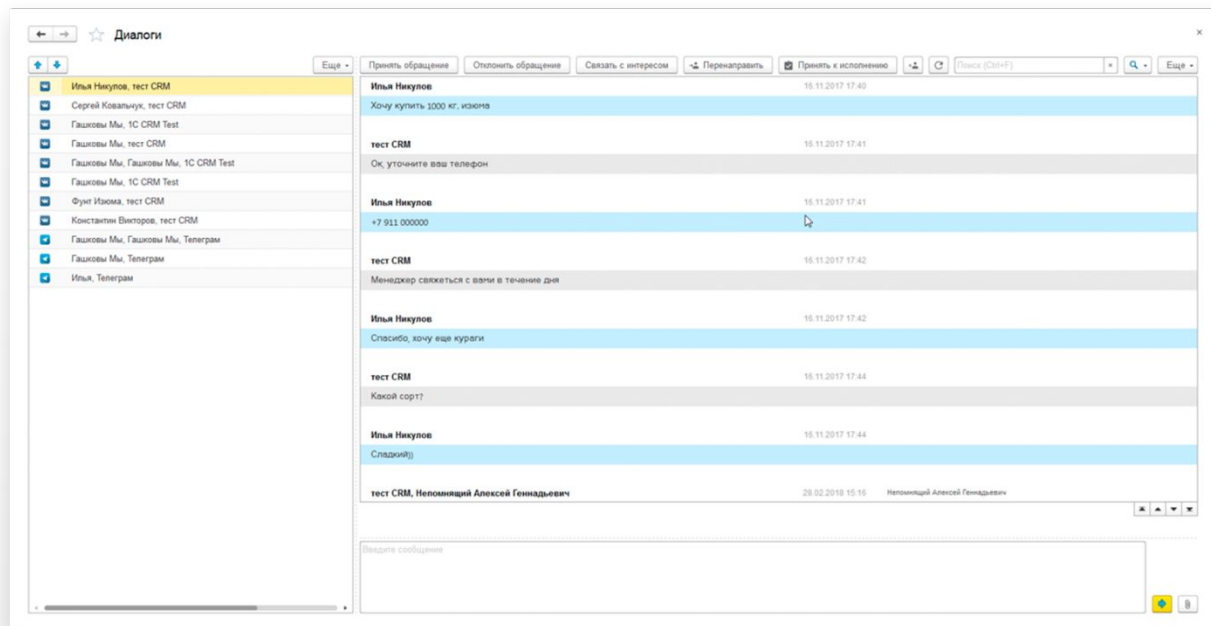 Диалоги
Еще
Принять обращение Отклонить обращение Связать с интересом Перенаправить Принять к исполнению Поиск (Ctrl+F) Еще
Илья Никулов, тест CRM
Сергей Ковальчук, тест CRM
Гашковы Мы, 1C CRM Test
Гашковы Мы, тест CRM
Гашковы Мы, Гашковы Мы, 1C CRM Test
Гашковы Мы, 1C CRM Test
Фунт Изюма, тест CRM
Константин Викторов, тест CRM
Гашковы Мы, Гашковы Мы, Телеграм
Гашковы Мы, Телеграм
Илья, Телеграм
Илья Никулов 16.11.2017 17:40
Хочу купить 1000 кг. изюма
тест CRM 16.11.2017 17:41
Ок, уточните ваш телефон
Илья Никулов 16.11.2017 17:41
+7 911 000000
тест CRM 16.11.2017 17:42
Менеджер свяжеться с вами в течение дня
Илья Никулов 16.11.2017 17:42
Спасибо, хочу еще кураги
тест CRM 16.11.2017 17:44
Какой сорт?
Илья Никулов 16.11.2017 17:44
Сладкий))
тест CRM, Непомнящий Алексей Геннадьевич 15:16 Непомнящий Алексей Геннадьевич
Введите сообщение